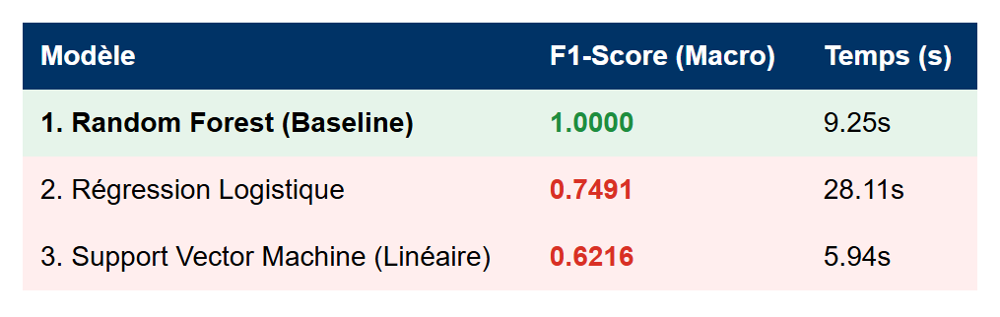 Modèle F1-Score (Macro) Temps (s)
1. Random Forest (Baseline) 1.0000 9.25s
2. Régression Logistique 0.7491 28.11s
3. Support Vector Machine (Linéaire) 0.6216 5.94s